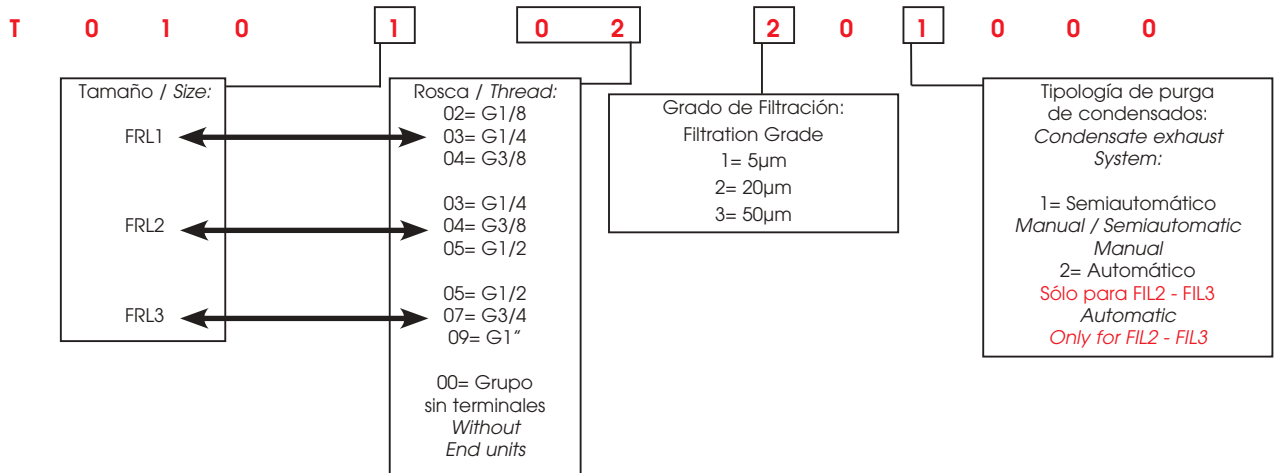 T 0 1 0 1 0 2 2 0 1 0 0 0
Tamaño / Size:
FRL1
FRL2
FRL3
Rosca / Thread:
02= G1/8
03= G1/4
04= G3/8
03= G1/4
04= G3/8
05= G1/2
05= G1/2
07= G3/4
09= G1”
00= Grupo
sin terminales
Without
End units
Grado de Filtración:
Filtration Grade
1= 5µm
2= 20µm
3= 50µm
Tipología de purga
de condensados:
Condensate exhaust
System:
1= Semiautomático
Manual / Semiautomatic
Manual
2= Automático
Sólo para FIL2 - FIL3
Automatic
Only for FIL2 - FIL3